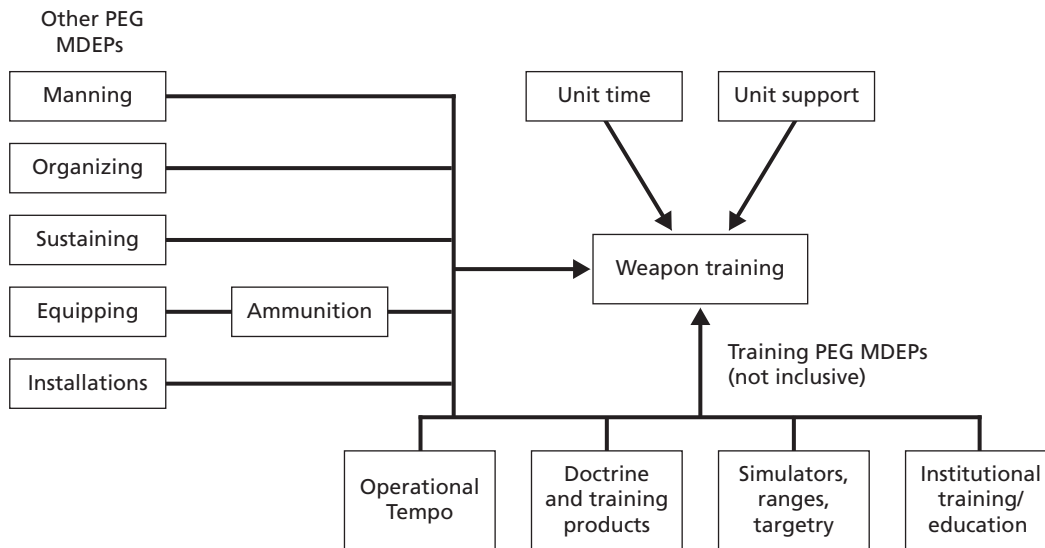 Other PEG
MDEPs
Manning
Organizing
Sustaining
Equipping
Ammunition
Installations
Unit time
Unit support
Weapon training
Training PEG MDEPs
(not inclusive)
Operational
Tempo
Doctrine
and training
products
Simulators,
ranges,
targetry
Institutional
training/
education